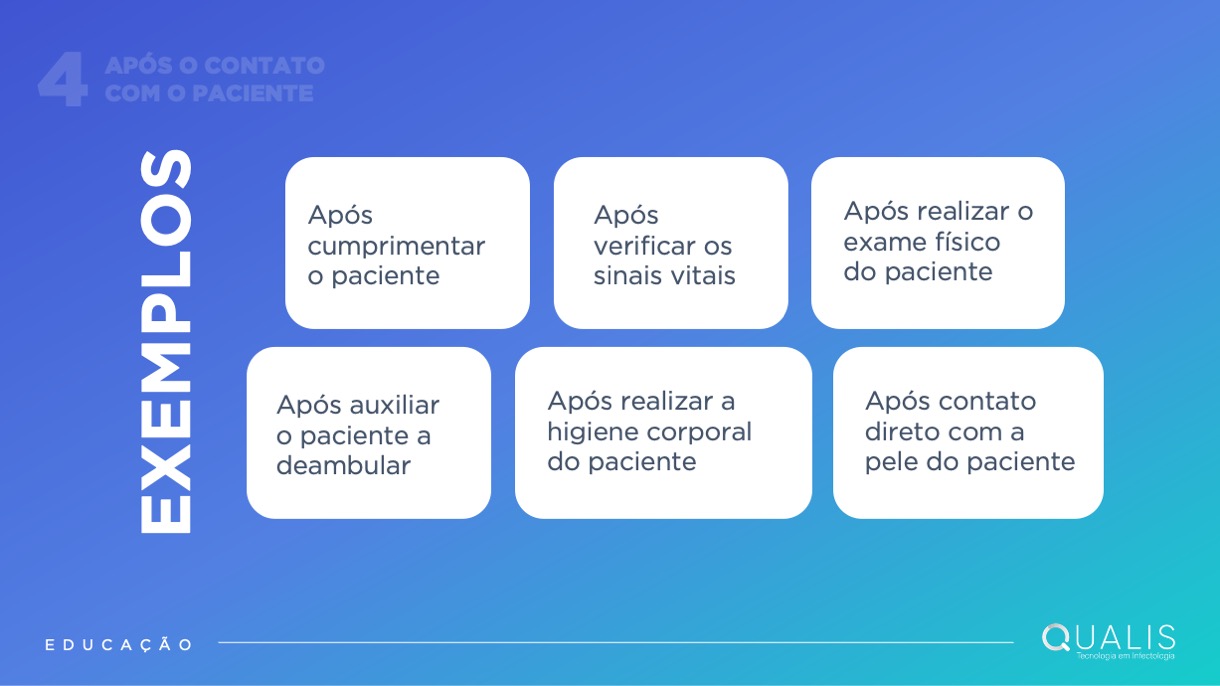 4
APÓS O CONTATO
COM O PACIENTE
EXEMPLOS
Após
cumprimentar
o paciente
Após
verificar os
sinais vitais
Após realizar o
exame físico
do paciente
Após auxiliar
o paciente a
deambular
Após realizar a
higiene corporal
do paciente
Após contato
direto com a
pele do paciente
EDUCAÇÃO
QUALIS
Tecnologia em Infectologia